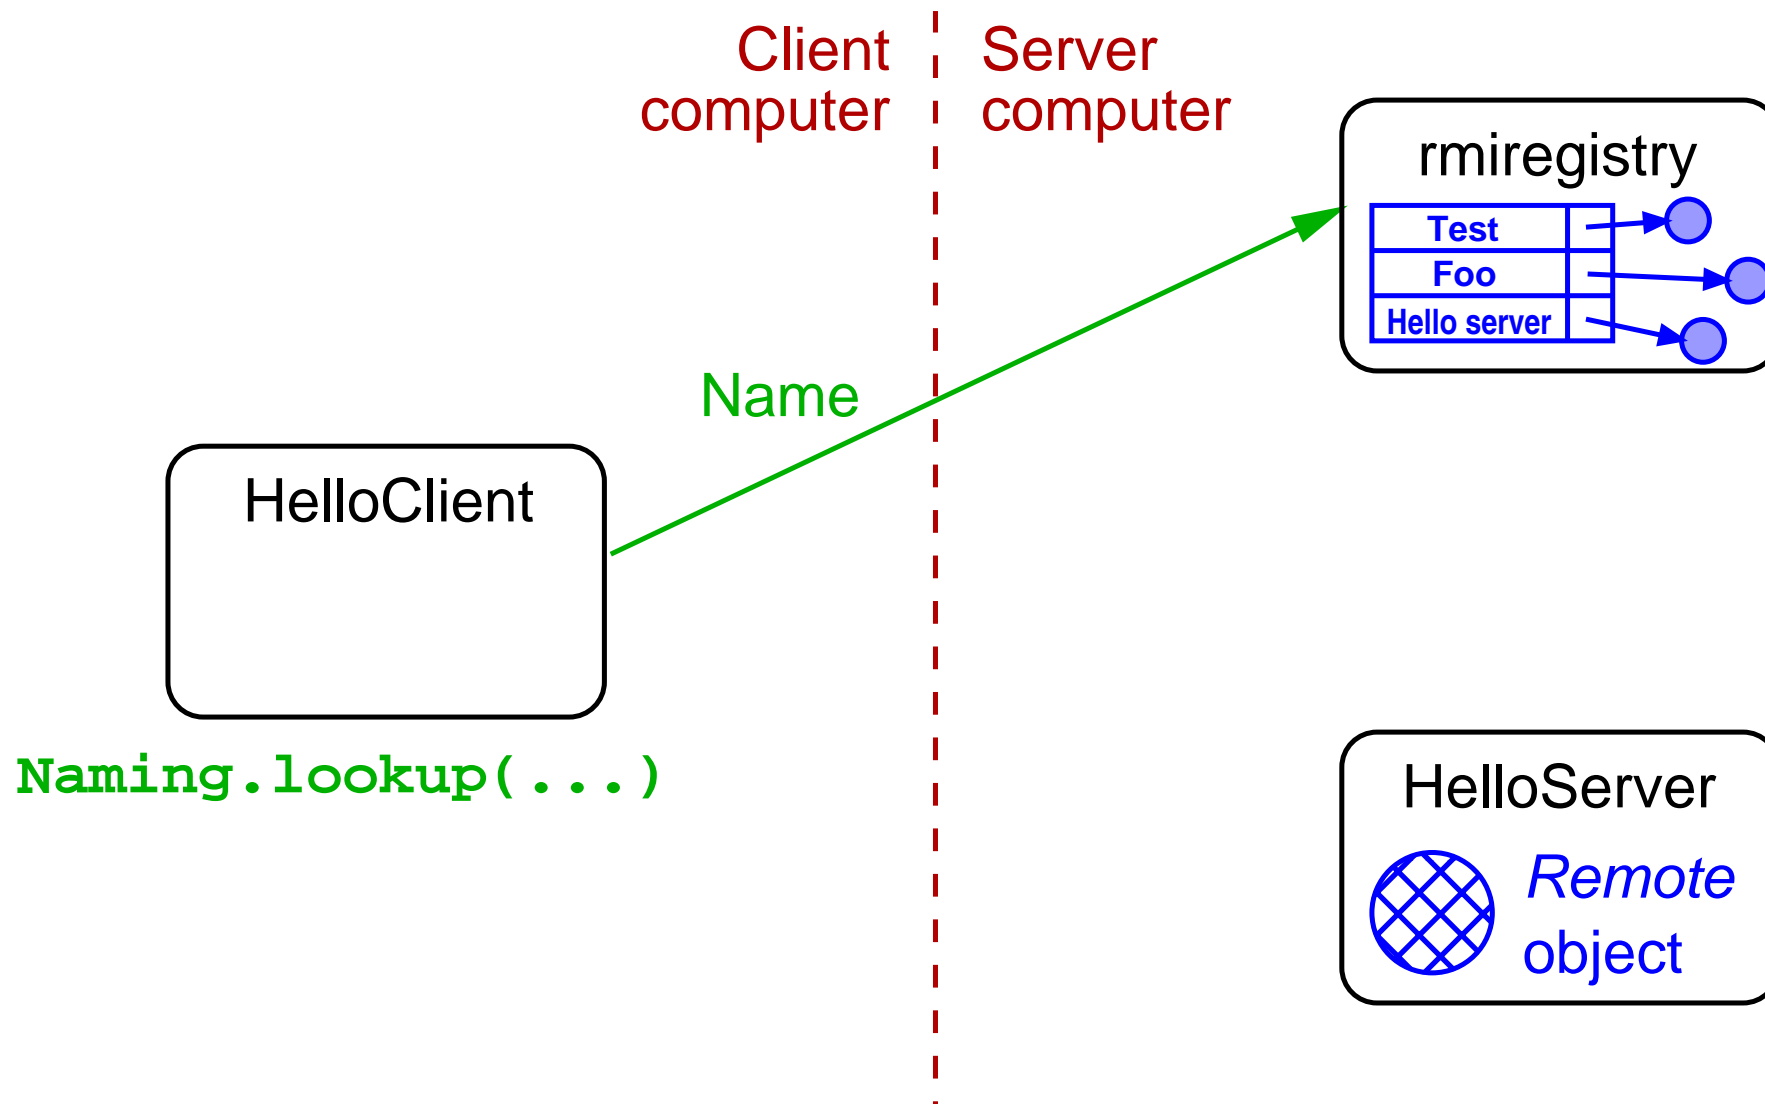 Client
computer
Server
computer
rmiregistry
Test
Foo
Hello server
Name
HelloClient
Naming.lookup(...)
HelloServer
Remote
object